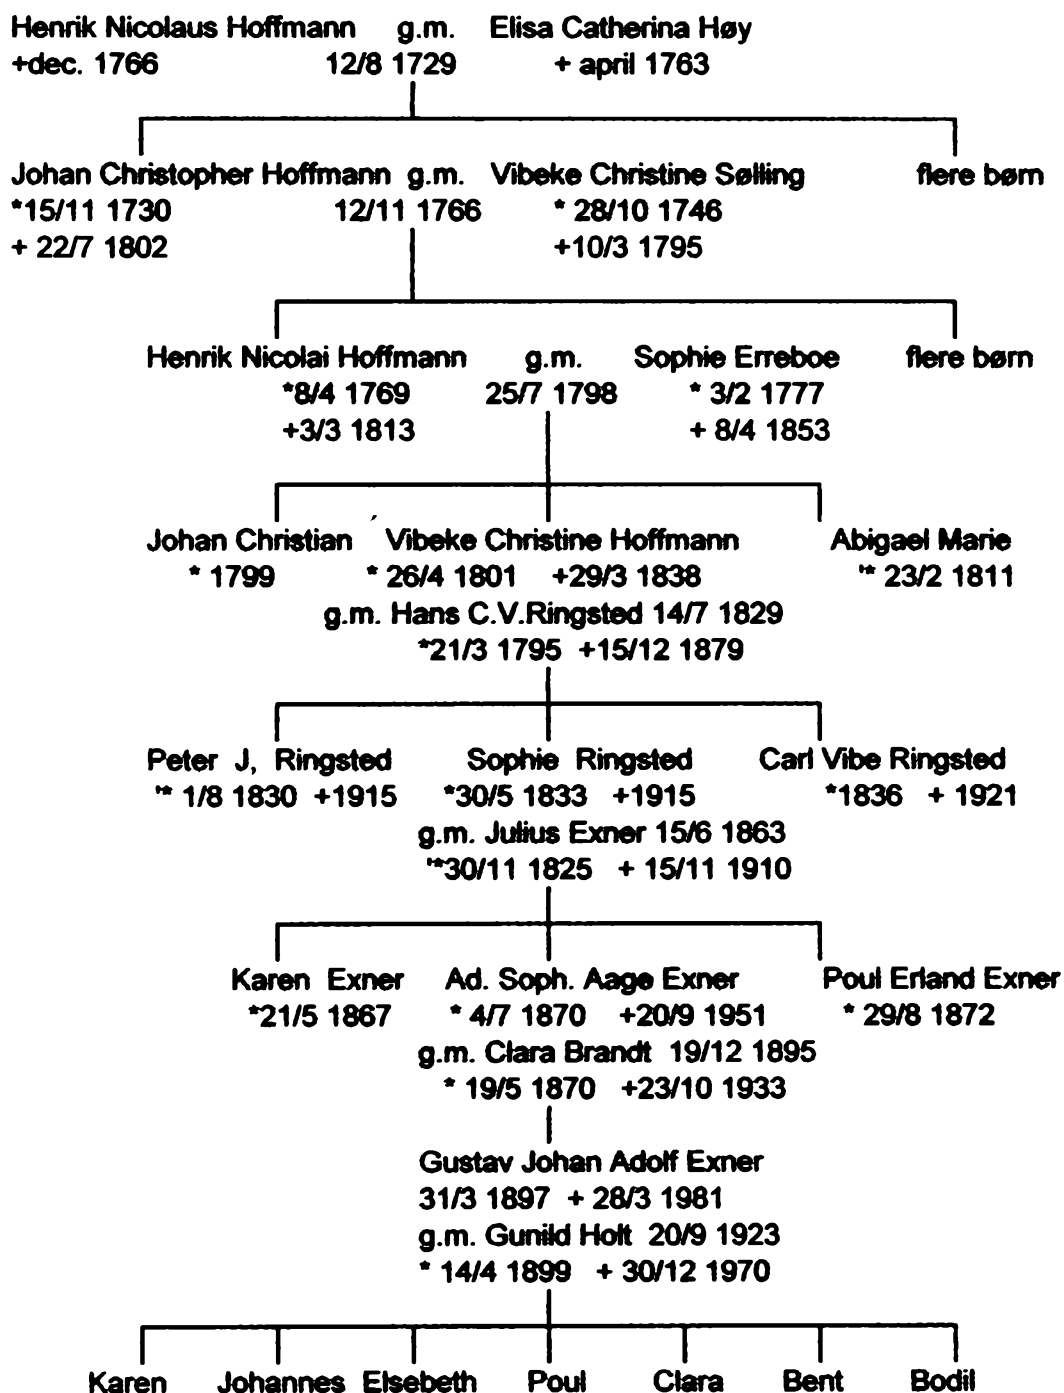 Henrik Nicolaus Hoffmann g.m. Elisa Catherina Høy
+dec. 1766 12/8 1729 + april 1763
Johan Christopher Hoffmann g.m. Vibeke Christine Sølling flere børn
*15/11 1730 12/11 1766 * 28/10 1746
+ 22/7 1802 +10/3 1795
Henrik Nicolai Hoffmann g.m. Sophie Erreboe flere børn
*8/4 1769 25/7 1798 * 3/2 1777
+3/3 1813 + 8/4 1853
Johan Christian Vibeke Christine Hoffmann Abigael Marie
* 1799 * 26/4 1801 +29/3 1838 '* 23/2 1811
g.m. Hans C.V.Ringsted 14/7 1829
*21/3 1795 +15/12 1879
Peter J, Ringsted Sophie Ringsted Carl Vibe Ringsted
'* 1/8 1830 +1915 *30/5 1833 +1915 *1836 + 1921
g.m. Julius Exner 15/6 1863
'*30/11 1825 + 15/11 1910
Karen Exner Ad. Soph. Aage Exner Poul Erland Exner
*21/5 1867 * 4/7 1870 +20/9 1951 * 29/8 1872
g.m. Clara Brandt 19/12 1895
* 19/5 1870 +23/10 1933
Gustav Johan Adolf Exner
31/3 1897 + 28/3 1981
g.m. Gunild Holt 20/9 1923
* 14/4 1899 + 30/12 1970
Karen Johannes Elsebeth Poul Clara Bent Bodil